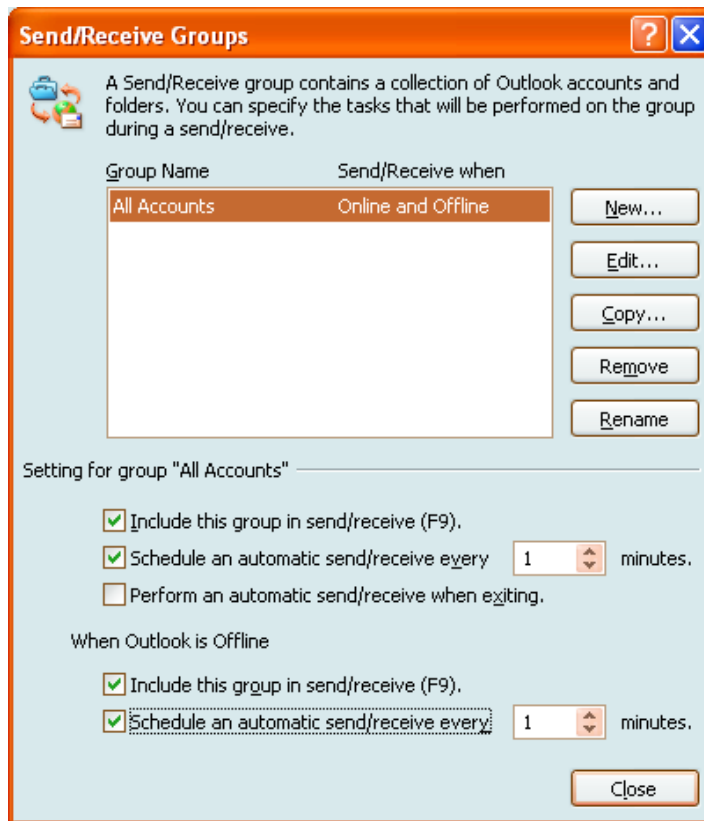 Send/Receive Groups
A Send/Receive group contains a collection of Outlook accounts and
folders. You can specify the tasks that will be performed on the group
during a send/receive.
Group Name Send/Receive when
All Accounts Online and Offline
New...
Edit...
Copy...
Remove
Rename
Setting for group "All Accounts"
Include this group in send/receive (F9).
Schedule an automatic send/receive every 1 minutes.
Perform an automatic send/receive when exiting.
When Outlook is Offline
Include this group in send/receive (F9).
Schedule an automatic send/receive every 1 minutes.
Close